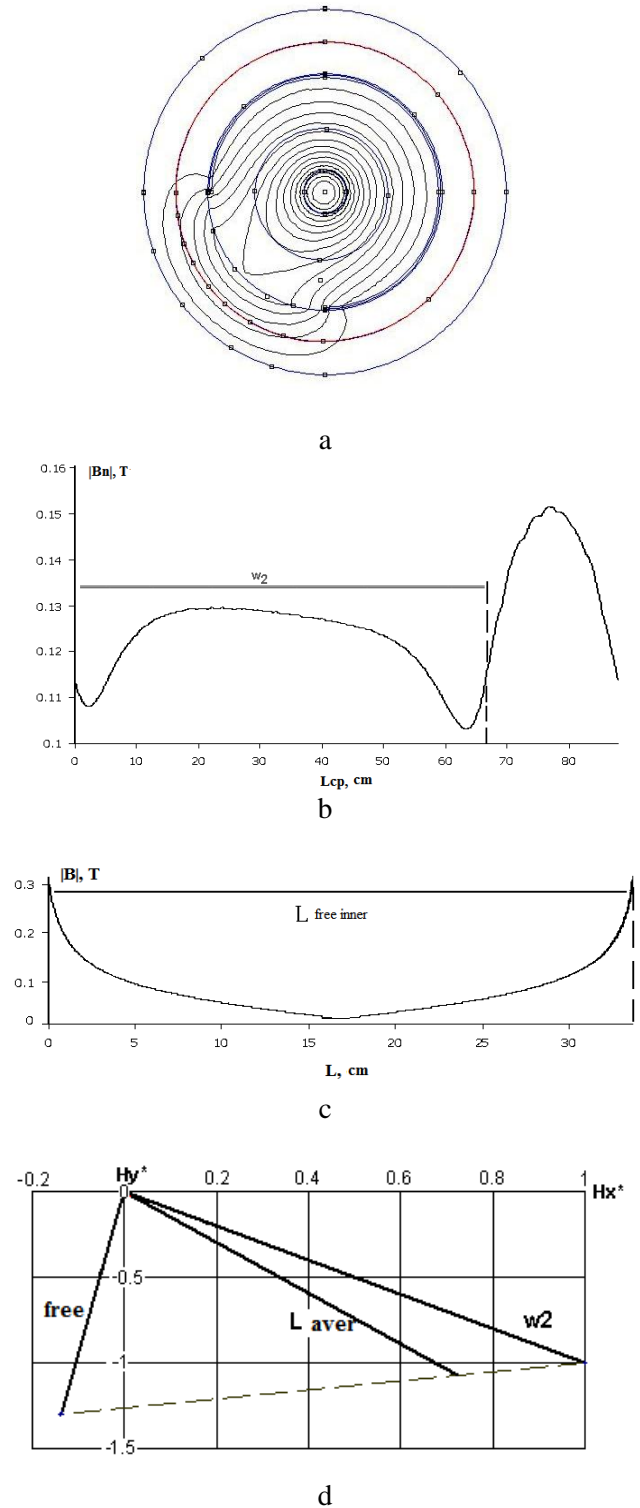 a
0.16
|Bn|, T
0.15
0.14
w2
0.13
0.12
0.11
0.1
0 10 20 30 40 50 60 70 80
Lcp, cm
b
|B|, T
0.3
L free inner
0.2
0.1
0
0 5 10 15 20 25 30
L, cm
c
-0.2 Hy* 0.2 0.4 0.6 0.8 1 Hx*
0
-0.5
free
L aver
w2
-1
-1.5
d